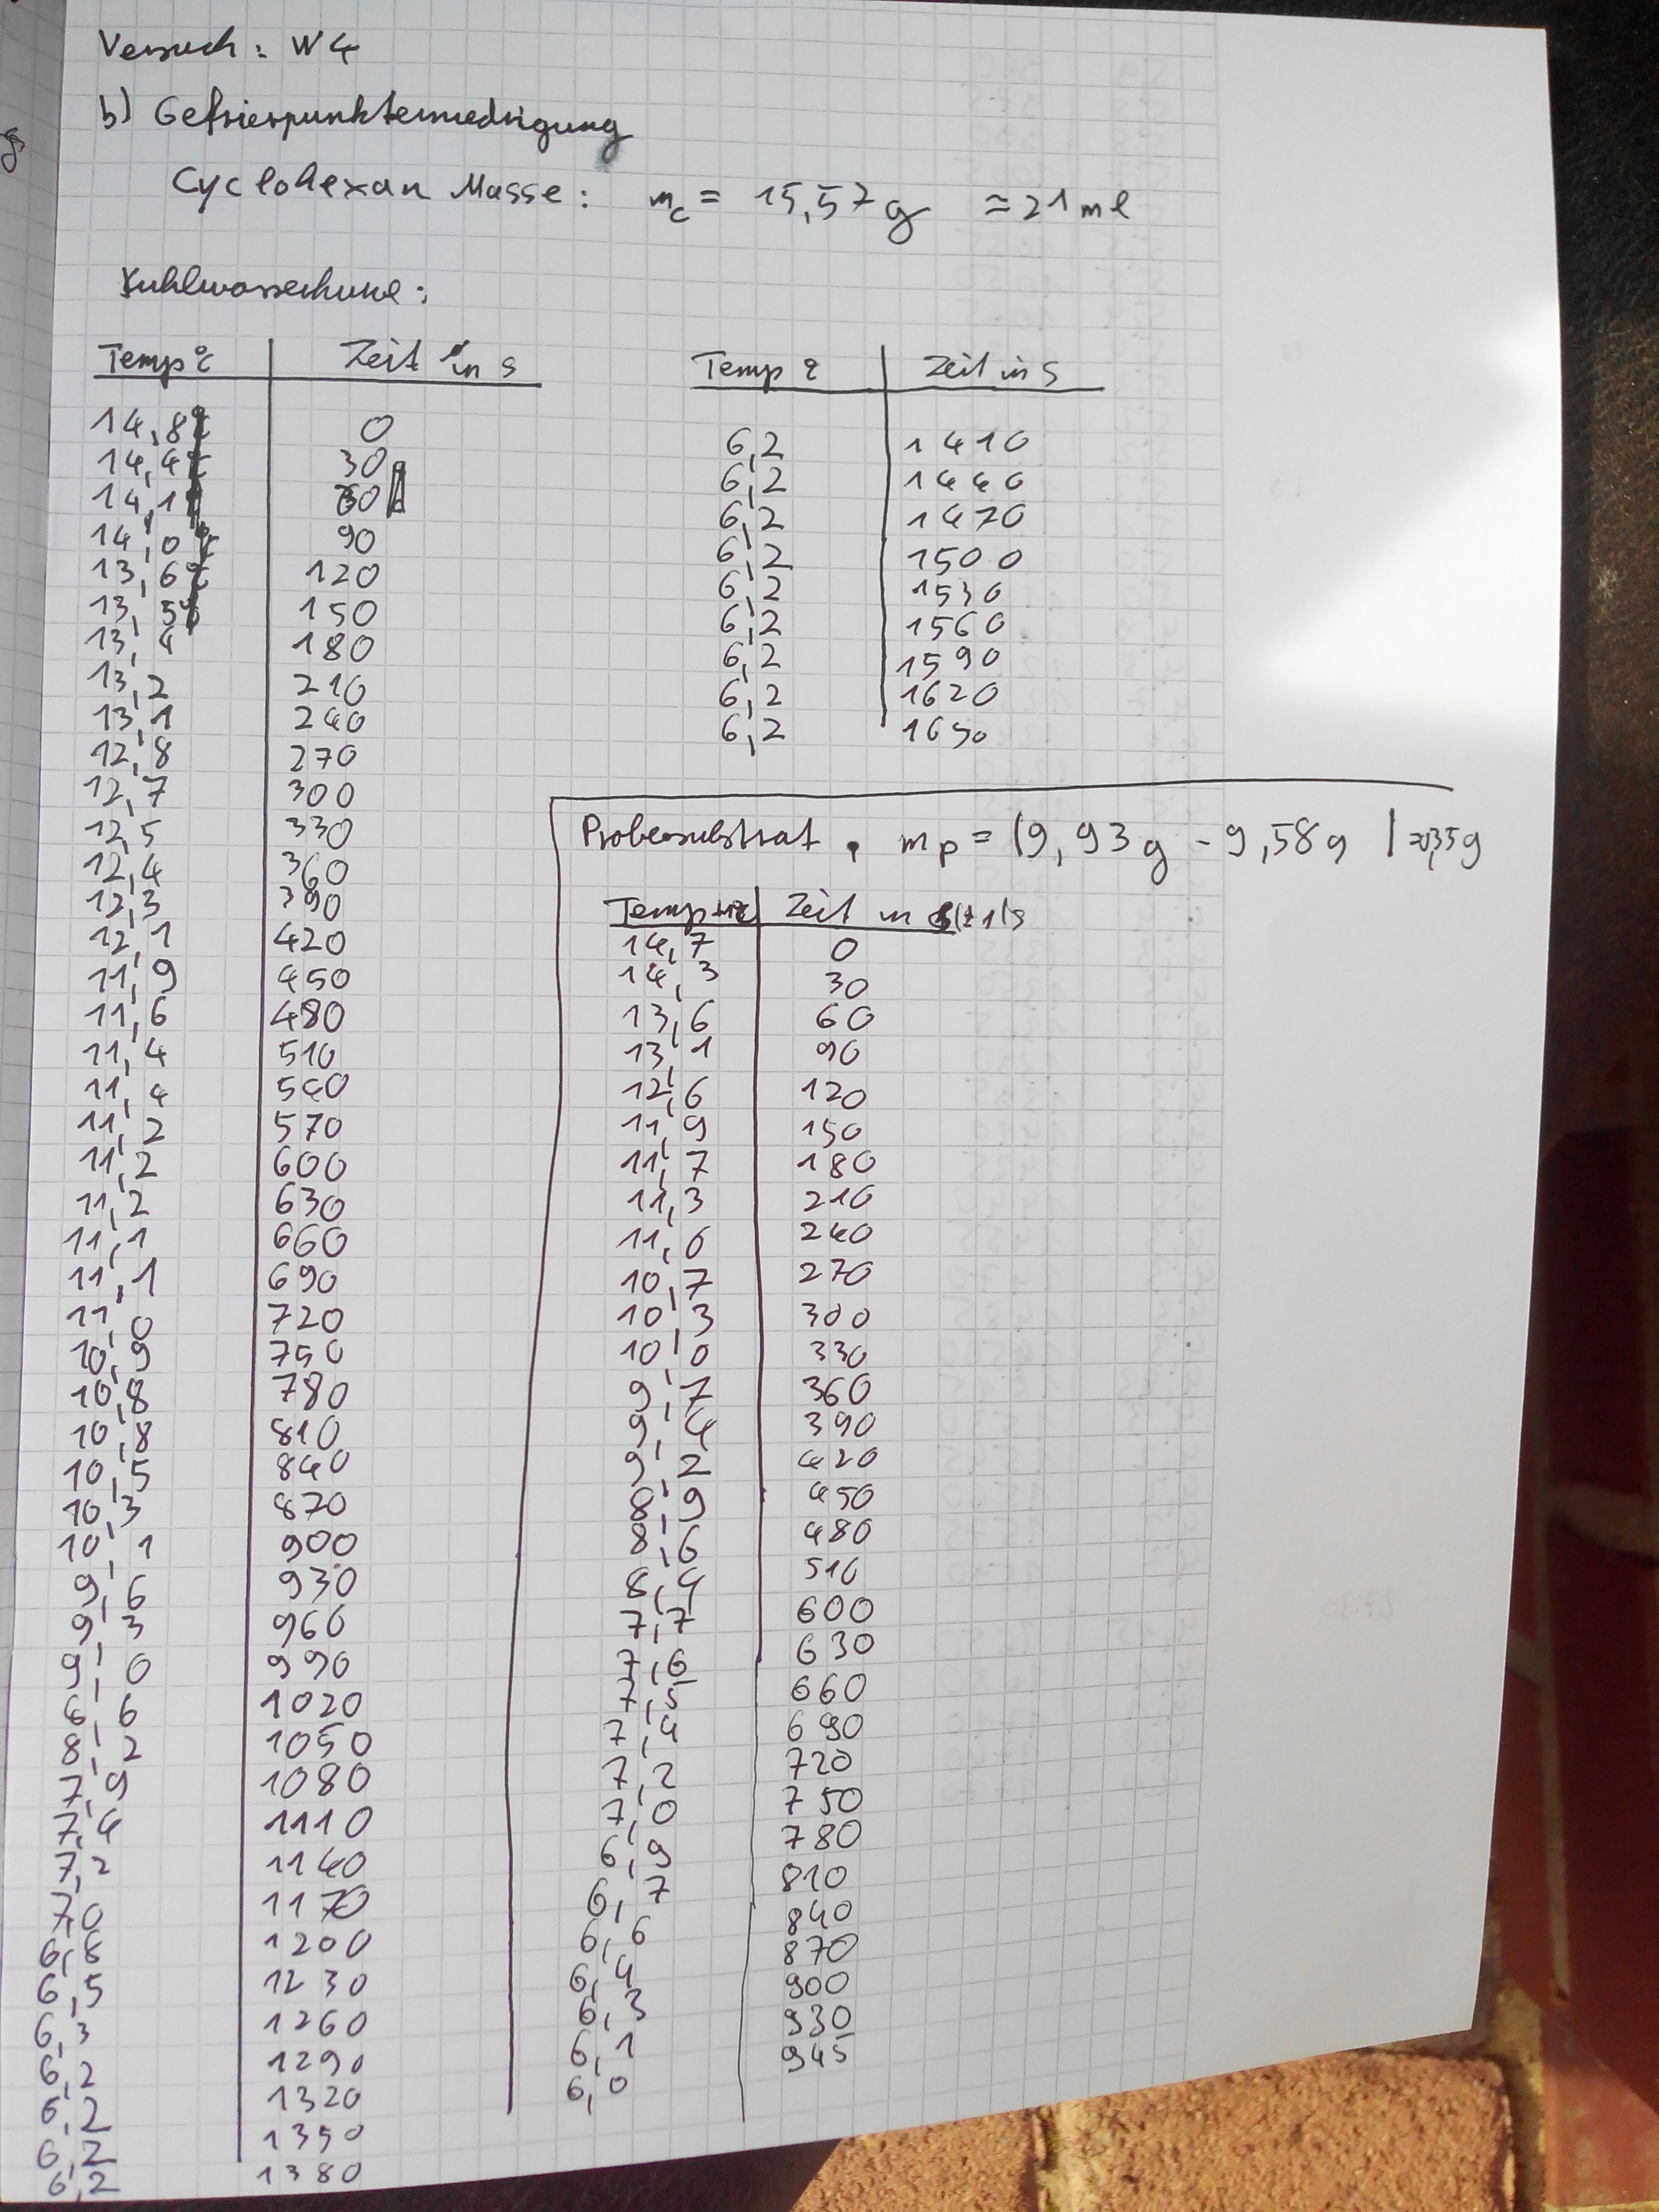 Versuch: W4
b) Gefrierpunkterniedrigung
Cyclohexan Masse: mc = 15,57g ≈ 21 ml
Temp °C | Zeit in s
14,8 | 0
14,4 | 30
14,1 | 60
14,0 | 90
13,6 | 120
13,5 | 150
13,4 | 180
13,2 | 210
13,1 | 240
12,8 | 270
12,7 | 300
12,5 | 330
12,4 | 360
12,3 | 390
12,1 | 420
11,9 | 450
11,6 | 480
11,4 | 510
11,4 | 540
11,2 | 570
11,2 | 600
11,2 | 630
11,1 | 660
11,1 | 690
11,0 | 720
10,9 | 750
10,8 | 780
10,8 | 810
10,5 | 840
10,3 | 870
10,1 | 900
9,6 | 930
9,3 | 960
9,0 | 990
6,6 | 1020
8,2 | 1050
7,9 | 1080
7,4 | 1110
7,2 | 1140
7,0 | 1170
6,8 | 1200
6,5 | 1230
6,3 | 1260
6,2 | 1290
6,2 | 1320
6,2 | 1350
6,2 | 1380
Temp °C | Zeit in s
6,2 | 1410
6,2 | 1440
6,2 | 1470
6,2 | 1500
6,2 | 1530
6,2 | 1560
6,2 | 1590
6,2 | 1620
6,2 | 1650
Probensubstrat. mp = (9,93g - 9,58g) = 0,35g
Temp | Zeit in (±1)s
14,7 | 0
14,3 | 30
13,6 | 60
13,1 | 90
12,6 | 120
11,9 | 150
11,7 | 180
11,3 | 210
11,0 | 240
10,7 | 270
10,3 | 300
10,0 | 330
9,7 | 360
9,4 | 390
9,2 | 420
8,9 | 450
8,6 | 480
8,4 | 510
7,7 | 600
7,6 | 630
7,5 | 660
7,4 | 690
7,2 | 720
7,0 | 750
6,9 | 780
6,7 | 810
6,6 | 840
6,4 | 870
6,3 | 900
6,1 | 930
6,0 | 945